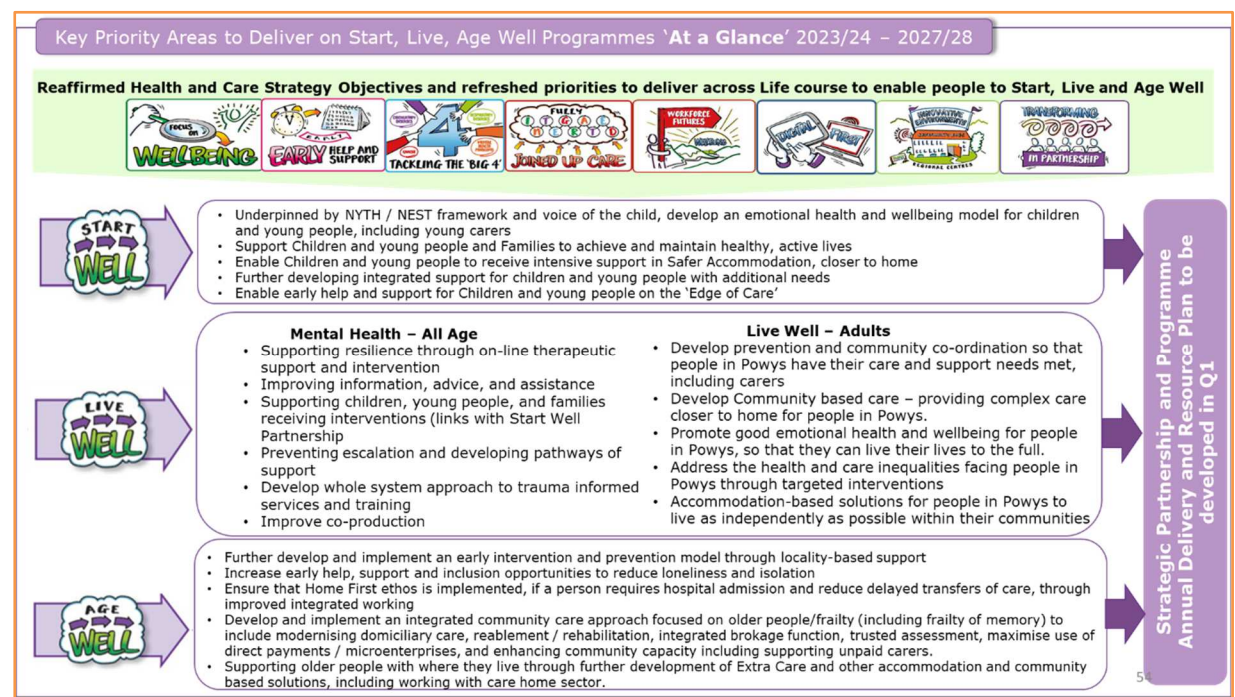 Key Priority Areas to Deliver on Start, Live, Age Well Programmes ‘At a Glance’ 2023/24 – 2027/28
Reaffirmed Health and Care Strategy Objectives and refreshed priorities to deliver across Life course to enable people to Start, Live and Age Well
FOCUS ON
WELLBEING
EARLY HELP AND SUPPORT
4
TACKLING THE 'BIG 4'
FULLY
INTEGRATED
JOINED UP CARE
WORKFORCE
FUTURES
DIGITAL FIRST
INNOVATIVE
ENVIRONMENTS
REGIONAL CENTRES
TRANSFORMING
IN PARTNERSHIP
START
WELL
• Underpinned by NYTH / NEST framework and voice of the child, develop an emotional health and wellbeing model for children
and young people, including young carers
• Support Children and young people and Families to achieve and maintain healthy, active lives
• Enable Children and young people to receive intensive support in Safer Accommodation, closer to home
• Further developing integrated support for children and young people with additional needs
• Enable early help and support for Children and young people on the ‘Edge of Care’
LIVE
WELL
Mental Health – All Age
• Supporting resilience through on-line therapeutic
support and intervention
• Improving information, advice, and assistance
• Supporting children, young people, and families
receiving interventions (links with Start Well
Partnership
• Preventing escalation and developing pathways of
support
• Develop whole system approach to trauma informed
services and training
• Improve co-production
Live Well – Adults
• Develop prevention and community co-ordination so that
people in Powys have their care and support needs met,
including carers
• Develop Community based care – providing complex care
closer to home for people in Powys.
• Promote good emotional health and wellbeing for people
in Powys, so that they can live their lives to the full.
• Address the health and care inequalities facing people in
Powys through targeted interventions
• Accommodation-based solutions for people in Powys to
live as independently as possible within their communities
AGE
WELL
• Further develop and implement an early intervention and prevention model through locality-based support
• Increase early help, support and inclusion opportunities to reduce loneliness and isolation
• Ensure that Home First ethos is implemented, if a person requires hospital admission and reduce delayed transfers of care, through
improved integrated working
• Develop and implement an integrated community care approach focused on older people/frailty (including frailty of memory) to
include modernising domiciliary care, reablement / rehabilitation, integrated brokage function, trusted assessment, maximise use of
direct payments / microenterprises, and enhancing community capacity including supporting unpaid carers.
• Supporting older people with where they live through further development of Extra Care and other accommodation and community
based solutions, including working with care home sector.
Strategic Partnership and Programme
Annual Delivery and Resource Plan to be
developed in Q1
54